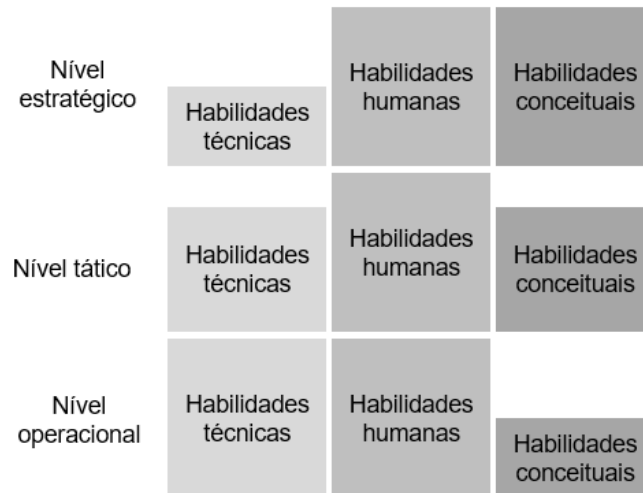 Nível
estratégico
Habilidades
técnicas
Habilidades
humanas
Habilidades
conceituais
Nível tático
Habilidades
técnicas
Habilidades
humanas
Habilidades
conceituais
Nível
operacional
Habilidades
técnicas
Habilidades
humanas
Habilidades
conceituais